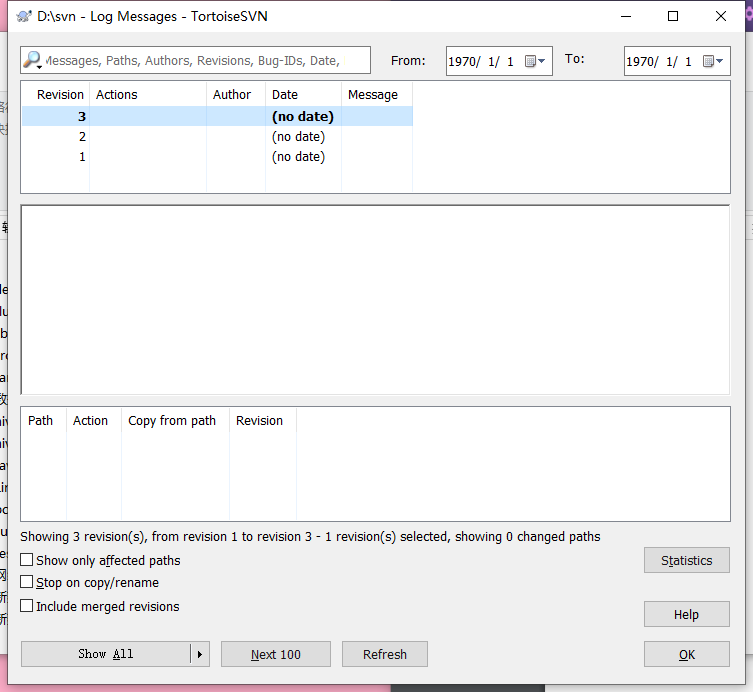 D:\svn - Log Messages - TortoiseSVN
Messages, Paths, Authors, Revisions, Bug-IDs, Date,
From:
1970/ 1/ 1
To:
1970/ 1/ 1
Revision Actions Author Date Message
3 (no date)
2 (no date)
1 (no date)
Path Action Copy from path Revision
Showing 3 revision(s), from revision 1 to revision 3 - 1 revision(s) selected, showing 0 changed paths
Show only affected paths
Statistics
Stop on copy/rename
Include merged revisions
Help
Show All
Next 100
Refresh
OK